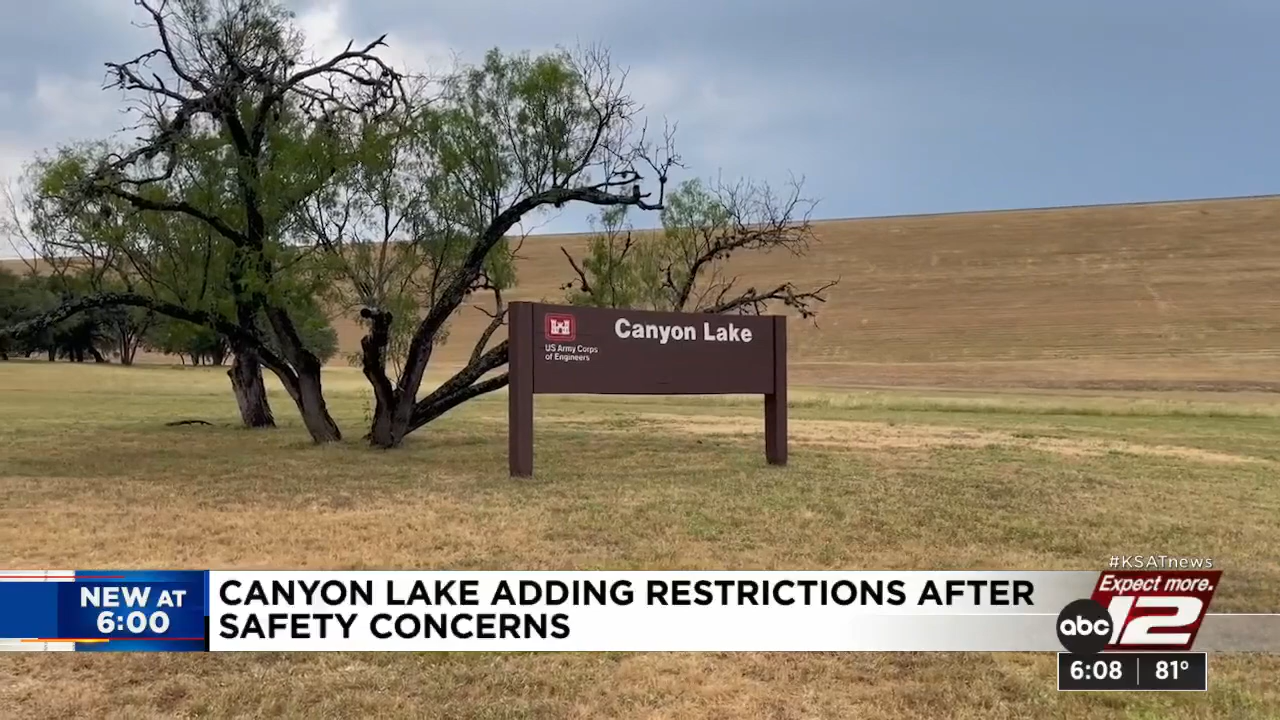 Canyon Lake
US Army Corps
of Engineers
#KSATnews
NEW AT
6:00
CANYON LAKE ADDING RESTRICTIONS AFTER
SAFETY CONCERNS
Expect more.
abc 12
6:08 81°